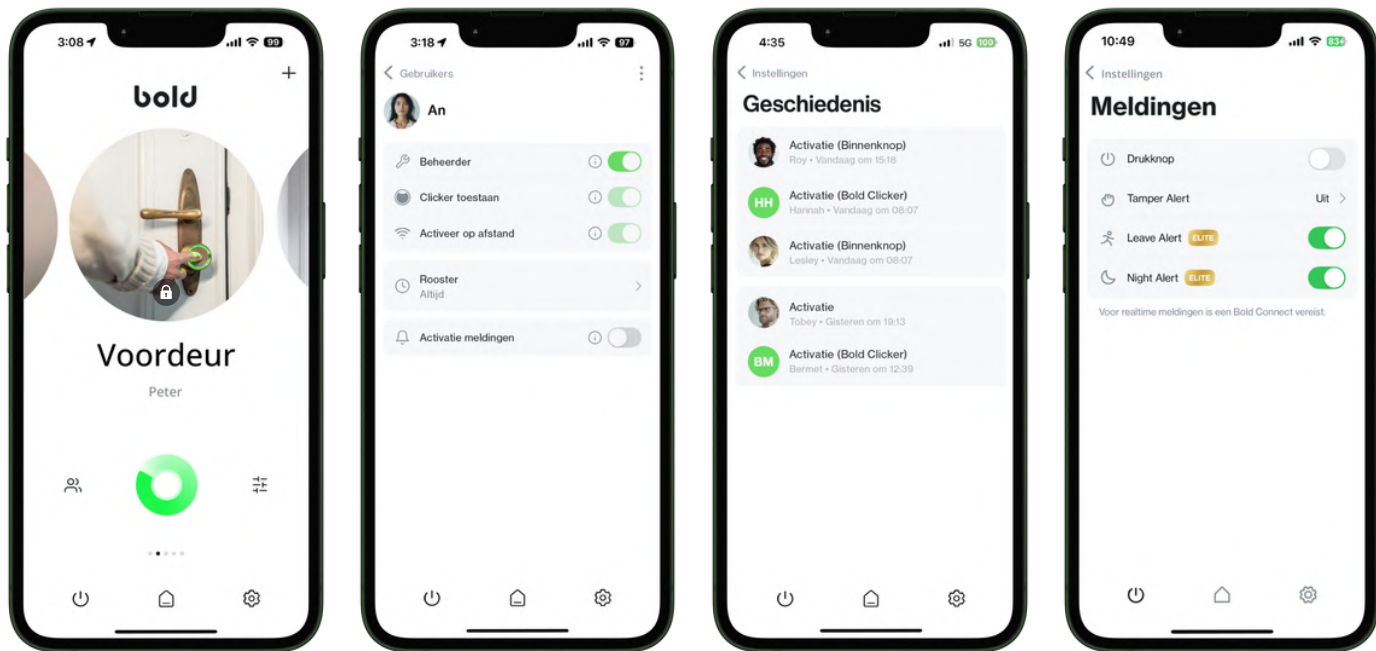 3:08
99
bold
Voordeur
Peter
3:18
97
Gebruikers
An
Beheerder
Clicker toestaan
Activeer op afstand
Rooster
Altijd
Activatie meldingen
4:35
5G 100
Instellingen
Geschiedenis
Activatie (Binnenknop)
Roy • Vandaag om 15:18
HH
Activatie (Bold Clicker)
Hannah • Vandaag om 08:07
Activatie (Binnenknop)
Lesley • Vandaag om 08:07
Activatie
Tobey • Gisteren om 19:13
BM
Activatie (Bold Clicker)
Bermet • Gisteren om 12:39
10:49
83
Instellingen
Meldingen
Drukknop
Tamper Alert Uit
Leave Alert ELITE
Night Alert ELITE
Voor realtime meldingen is een Bold Connect vereist.